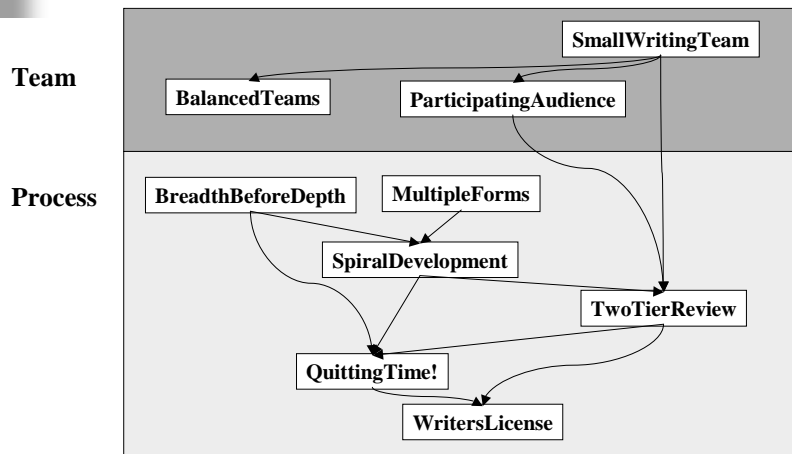 SmallWritingTeam
Team
BalancedTeams
ParticipatingAudience
Process
BreadthBeforeDepth
MultipleForms
SpiralDevelopment
TwoTierReview
QuittingTime!
WritersLicense